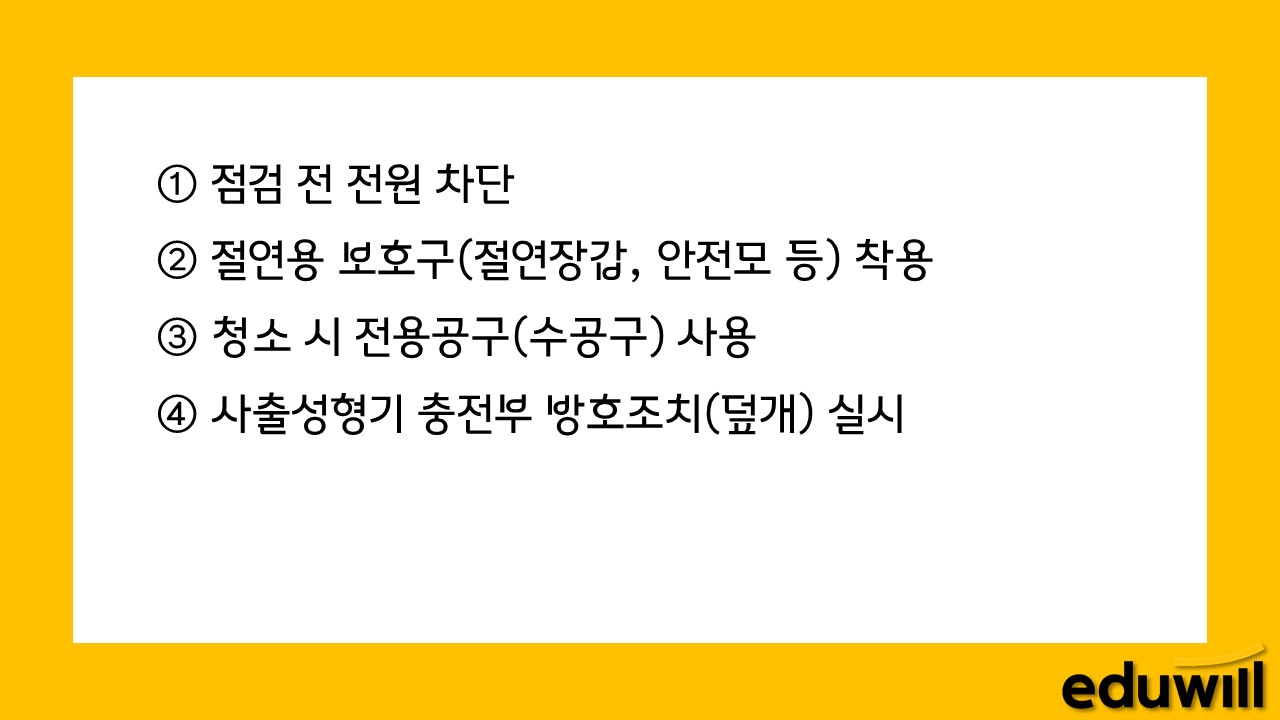 ① 점검 전 전원 차단
② 절연용 보호구(절연장갑, 안전모 등) 착용
③ 청소 시 전용공구(수공구) 사용
④ 사출성형기 충전부 방호조치(덮개) 실시
eduwill